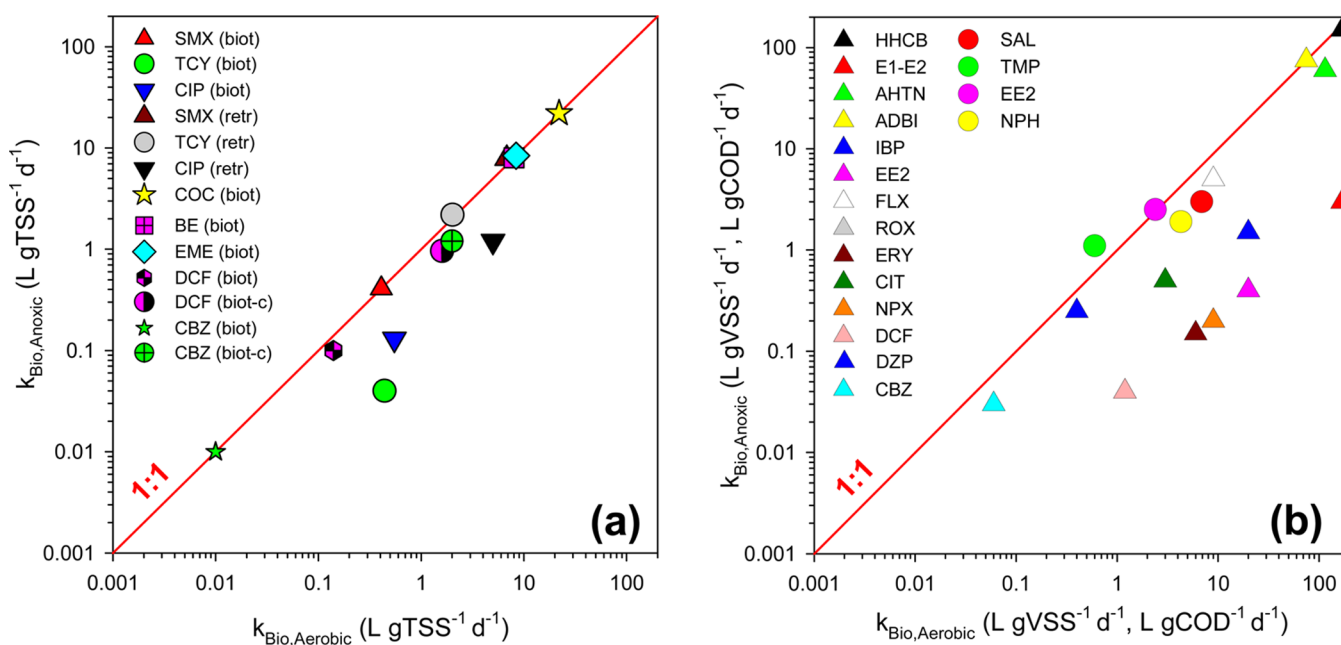 100
10
1
0.1
0.01
0.001
k_Bio,Anoxic (L gTSS⁻¹ d⁻¹)
SMX (biot)
TCY (biot)
CIP (biot)
SMX (retr)
TCY (retr)
CIP (retr)
COC (biot)
BE (biot)
EME (biot)
DCF (biot)
DCF (biot-c)
CBZ (biot)
CBZ (biot-c)
1:1
(a)
0.001
0.01
0.1
1
10
100
k_Bio,Aerobic (L gTSS⁻¹ d⁻¹)
100
10
1
0.1
0.01
0.001
k_Bio,Anoxic (L gVSS⁻¹ d⁻¹, L gCOD⁻¹ d⁻¹)
HHCB
E1-E2
AHTN
ADBI
IBP
EE2
FLX
ROX
ERY
CIT
NPX
DCF
DZP
CBZ
SAL
TMP
EE2
NPH
1:1
(b)
0.001
0.01
0.1
1
10
100
k_Bio,Aerobic (L gVSS⁻¹ d⁻¹, L gCOD⁻¹ d⁻¹)